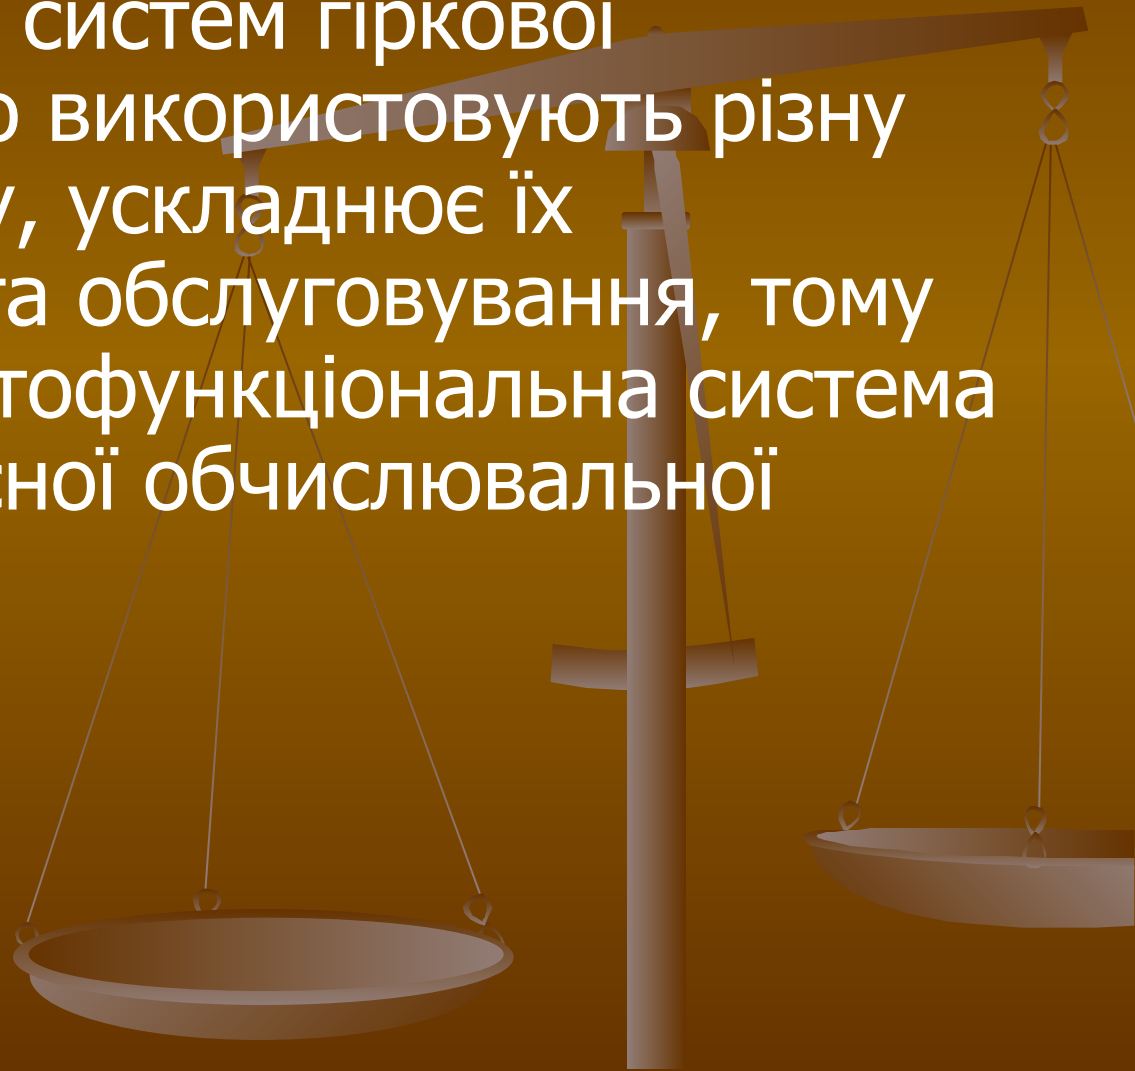 систем гіркової
о використовують різну
у, ускладнює їх
та обслуговування, тому
тофункціональна система
сної обчислювальної